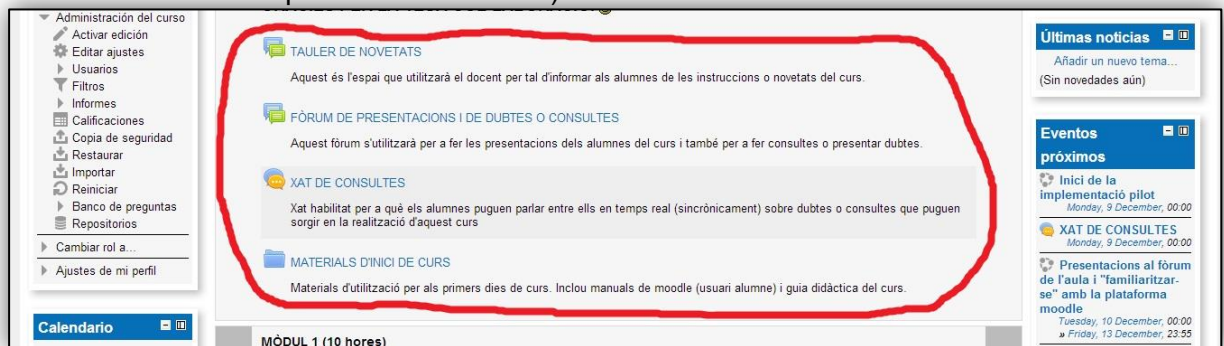 Administración del curso
Activar edición
Editar ajustes
Usuarios
Filtros
Informes
Calificaciones
Copia de seguridad
Restaurar
Importar
Reiniciar
Banco de preguntas
Repositorios
Cambiar rol a...
Ajustes de mi perfil
Calendario
TAULER DE NOVETATS
Aquest és l'espai que utilitzarà el docent per tal d'informar als alumnes de les instruccions o novetats del curs.
FÒRUM DE PRESENTACIONS I DE DUBTES O CONSULTES
Aquest fòrum s'utilitzarà per a fer les presentacions dels alumnes del curs i també per a fer consultes o presentar dubtes.
XAT DE CONSULTES
Xat habilitat per a què els alumnes puguen parlar entre ells en temps real (sincrònicament) sobre dubtes o consultes que puguen
sorgir en la realització d'aquest curs
MATERIALS D'INICI DE CURS
Materials d'utilització per als primers dies de curs. Inclou manuals de moodle (usuari alumne) i guia didàctica del curs.
MÒDUL 1 (10 hores)
Últimas noticias
Añadir un nuevo tema...
(Sin novedades aún)
Eventos
próximos
Inici de la
implementació pilot
Monday, 9 December, 00:00
XAT DE CONSULTES
Monday, 9 December, 00:00
Presentacions al fòrum
de l'aula i "familiaritzar-
se" amb la plataforma
moodle
Tuesday, 10 December, 00:00
» Friday, 13 December, 23:55